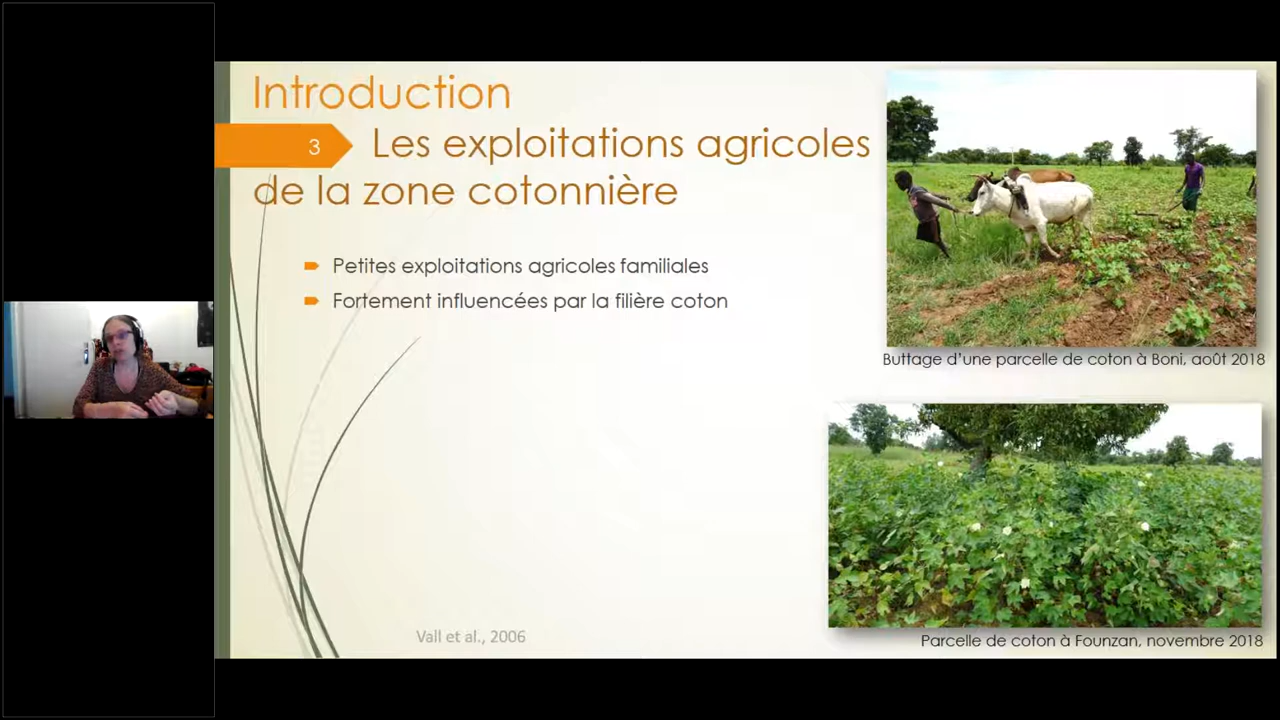 Introduction
3
Les exploitations agricoles
de la zone cotonnière
Petites exploitations agricoles familiales
Fortement influencées par la filière coton
Buttage d'une parcelle de coton à Boni, août 2018
Vall et al., 2006
Parcelle de coton à Founzan, novembre 2018